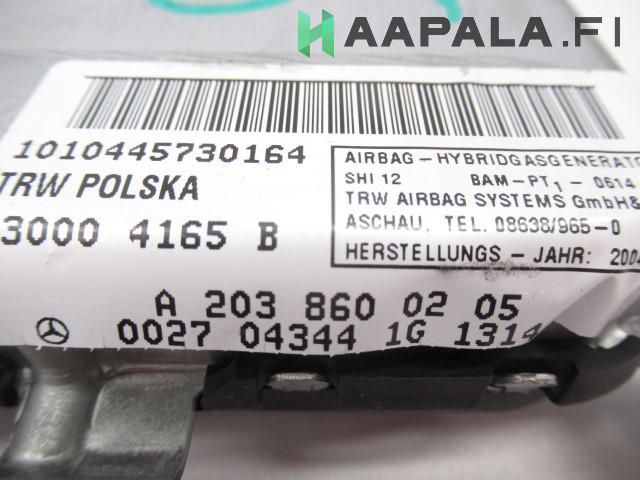 HAAPALA.FI
1010445730164
TRW POLSKA
3000 4165 B
AIRBAG - HYBRIDGASGENERATO
SHI 12 BAM-PT1 - 0614
TRW AIRBAG SYSTEMS GmbH&
ASCHAU, TEL. 08638/965-0
HERSTELLUNGS - JAHR: 2004
A 203 860 02 05
0027 04344 1G 1314